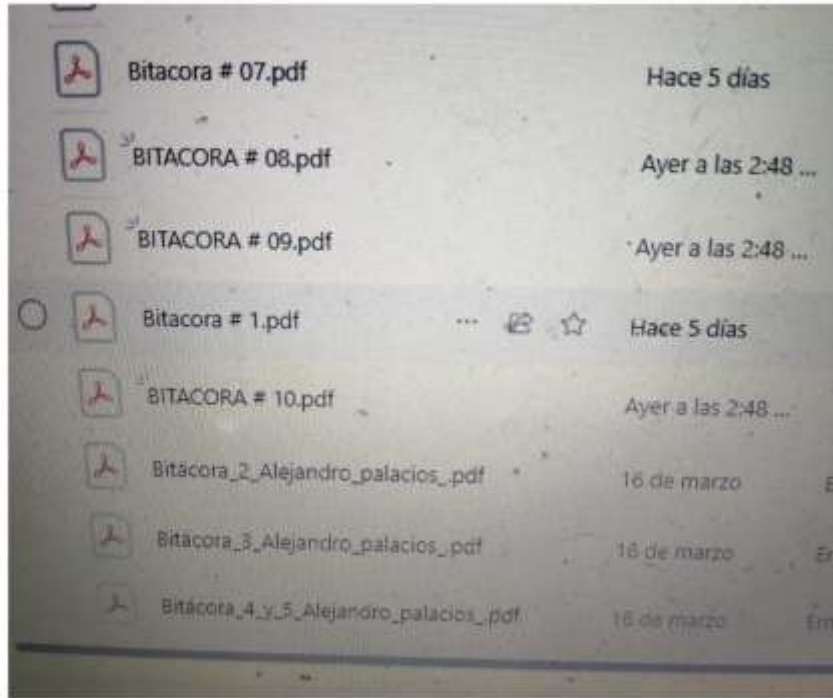 Bitacora # 07.pdf Hace 5 días
BITACORA # 08.pdf Ayer a las 2:48 ...
BITACORA # 09.pdf Ayer a las 2:48 ...
Bitacora # 1.pdf ... Hace 5 días
BITACORA # 10.pdf Ayer a las 2:48 ...
Bitácora_2_Alejandro_palacios_.pdf 16 de marzo
Bitácora_3_Alejandro_palacios_.pdf 16 de marzo
Bitácora_4_y_5_Alejandro_palacios_.pdf 16 de marzo